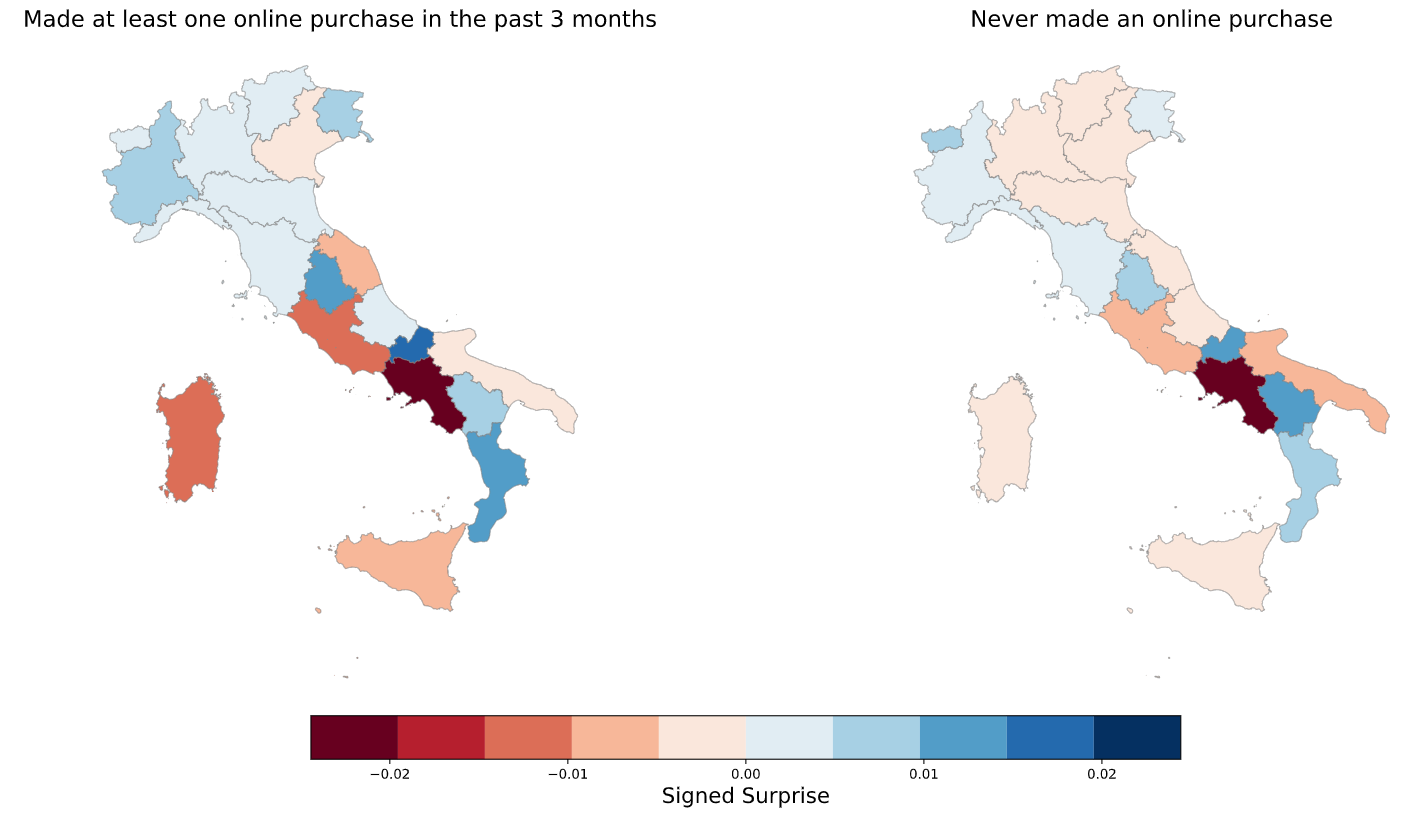 Made at least one online purchase in the past 3 months
Never made an online purchase
−0.02 −0.01 0.00 0.01 0.02
Signed Surprise